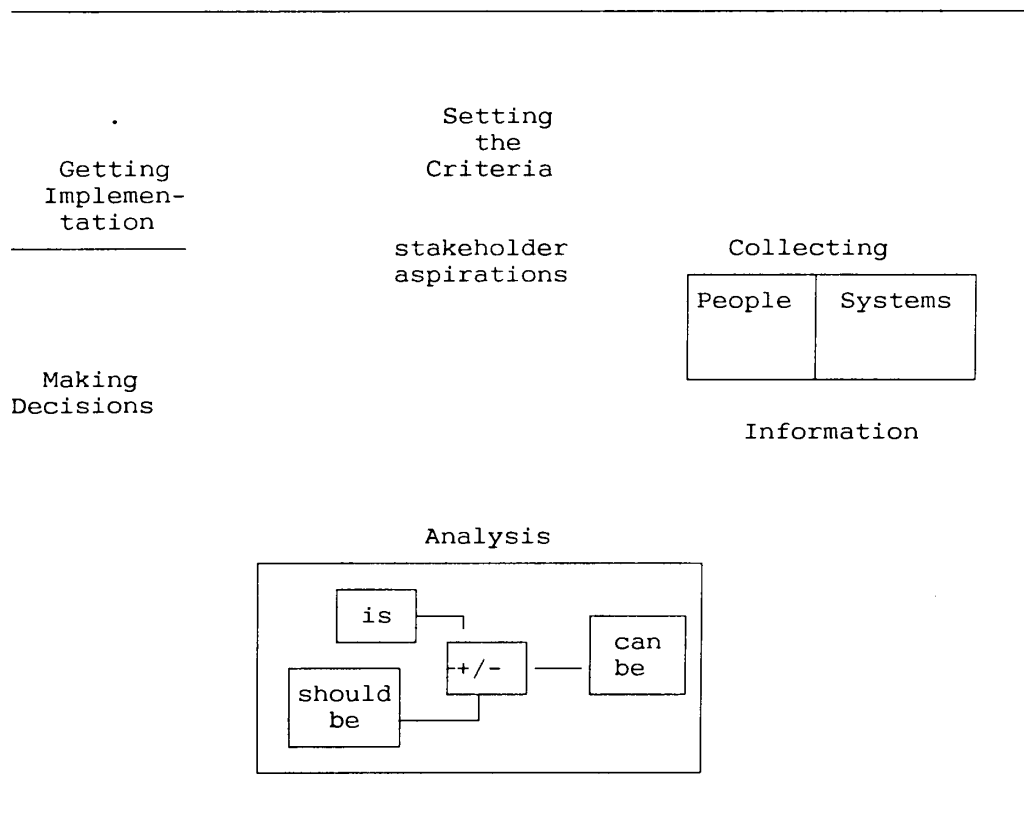 Setting
the
Criteria
Getting
Implemen-
tation
stakeholder
aspirations
Collecting
People
Systems
Making
Decisions
Information
Analysis
is
+/-
can
be
should
be